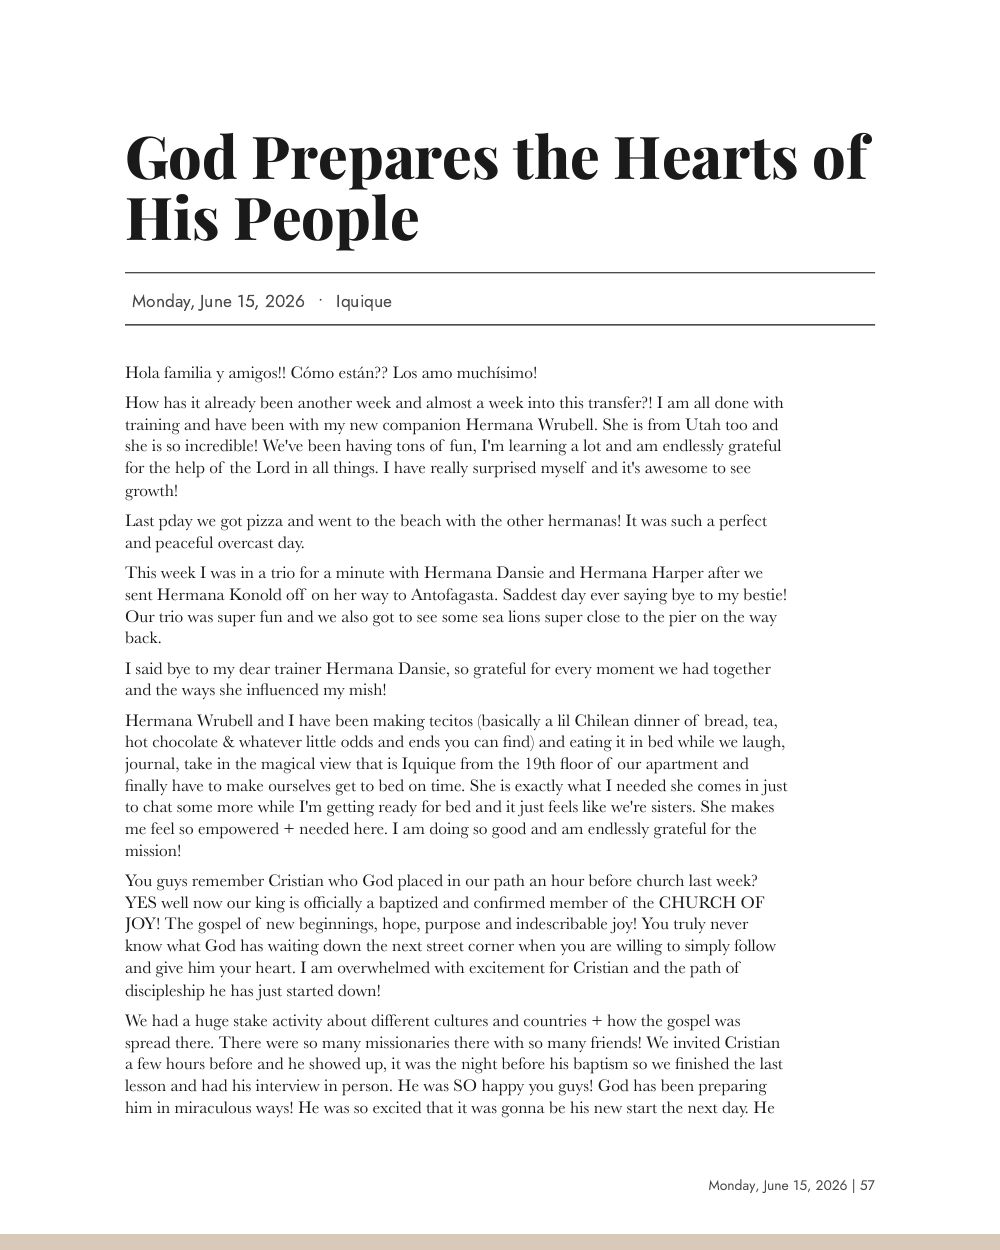 God Prepares the Hearts of
His People
Monday, June 15, 2026 · Iquique
Hola familia y amigos!! Cómo están?? Los amo muchísimo!
How has it already been another week and almost a week into this transfer?! I am all done with
training and have been with my new companion Hermana Wrubell. She is from Utah too and
she is so incredible! We've been having tons of fun, I'm learning a lot and am endlessly grateful
for the help of the Lord in all things. I have really surprised myself and it's awesome to see
growth!
Last pday we got pizza and went to the beach with the other hermanas! It was such a perfect
and peaceful overcast day.
This week I was in a trio for a minute with Hermana Dansie and Hermana Harper after we
sent Hermana Konold off on her way to Antofagasta. Saddest day ever saying bye to my bestie!
Our trio was super fun and we also got to see some sea lions super close to the pier on the way
back.
I said bye to my dear trainer Hermana Dansie, so grateful for every moment we had together
and the ways she influenced my mish!
Hermana Wrubell and I have been making tecitos (basically a lil Chilean dinner of bread, tea,
hot chocolate & whatever little odds and ends you can find) and eating it in bed while we laugh,
journal, take in the magical view that is Iquique from the 19th floor of our apartment and
finally have to make ourselves get to bed on time. She is exactly what I needed she comes in just
to chat some more while I'm getting ready for bed and it just feels like we're sisters. She makes
me feel so empowered + needed here. I am doing so good and am endlessly grateful for the
mission!
You guys remember Cristian who God placed in our path an hour before church last week?
YES well now our king is officially a baptized and confirmed member of the CHURCH OF
JOY! The gospel of new beginnings, hope, purpose and indescribable joy! You truly never
know what God has waiting down the next street corner when you are willing to simply follow
and give him your heart. I am overwhelmed with excitement for Cristian and the path of
discipleship he has just started down!
We had a huge stake activity about different cultures and countries + how the gospel was
spread there. There were so many missionaries there with so many friends! We invited Cristian
a few hours before and he showed up, it was the night before his baptism so we finished the last
lesson and had his interview in person. He was SO happy you guys! God has been preparing
him in miraculous ways! He was so excited that it was gonna be his new start the next day. He
Monday, June 15, 2026 | 57